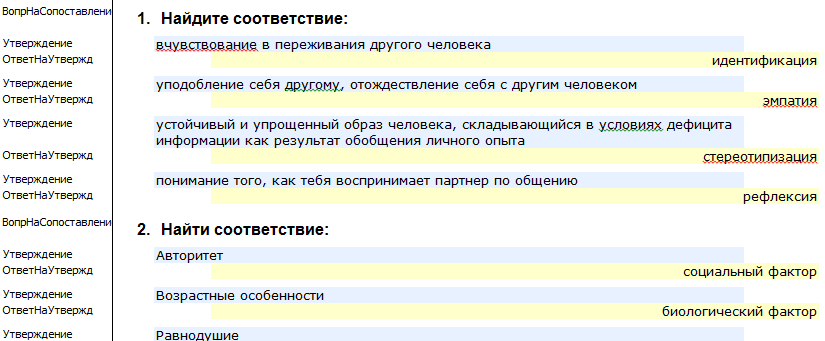 ВопрНаСопоставлени
1. Найдите соответствие:
Утверждение
вчувствование в переживания другого человека
ОтветНаУтвержд
идентификация
Утверждение
уподобление себя другому, отождествление себя с другим человеком
ОтветНаУтвержд
эмпатия
Утверждение
устойчивый и упрощенный образ человека, складывающийся в условиях дефицита
информации как результат обобщения личного опыта
ОтветНаУтвержд
стереотипизация
Утверждение
понимание того, как тебя воспринимает партнер по общению
ОтветНаУтвержд
рефлексия
ВопрНаСопоставлени
2. Найти соответствие:
Утверждение
Авторитет
ОтветНаУтвержд
социальный фактор
Утверждение
Возрастные особенности
ОтветНаУтвержд
биологический фактор
Утверждение
Равнодушие